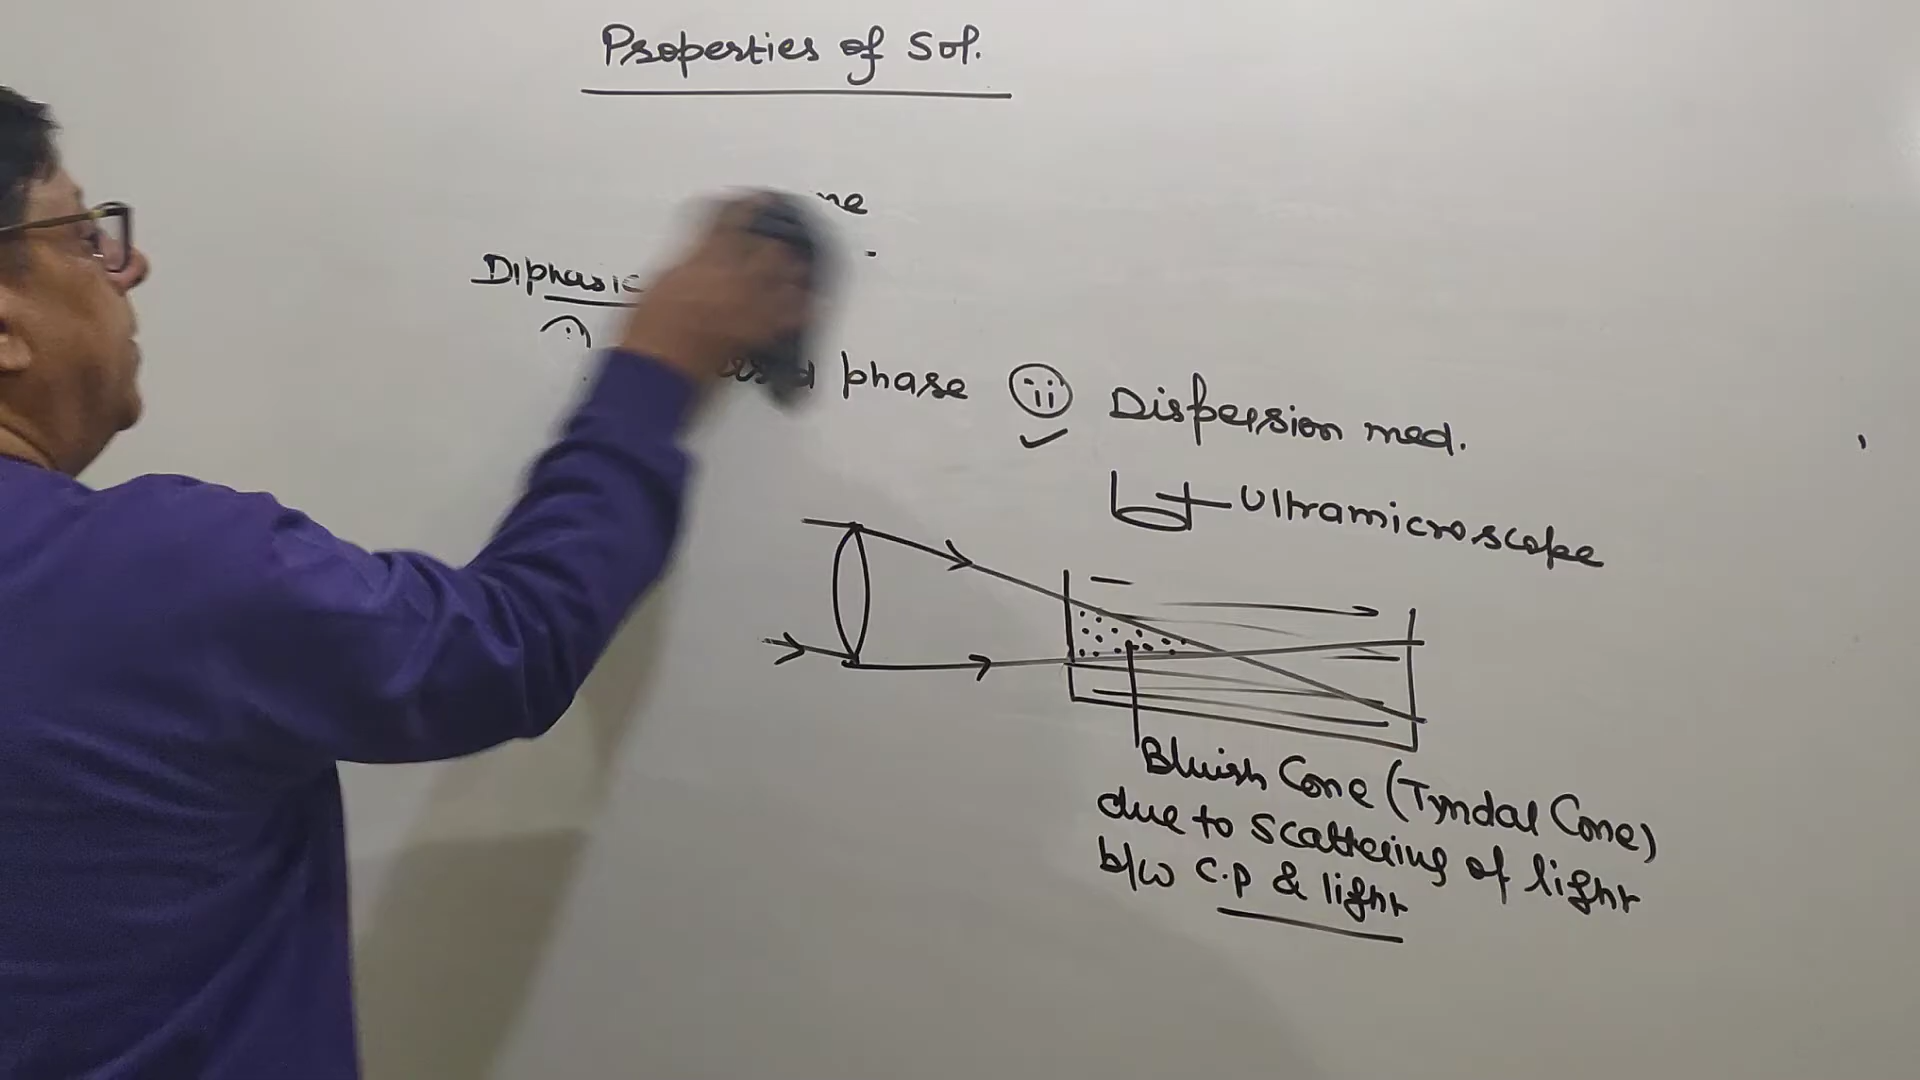 Properties of Sol.
Diphasic
phase (ii) Dispersion med.
Ultramicroscope
Bluish Cone (Tyndal Cone)
due to scattering of light
b/w C.P & light